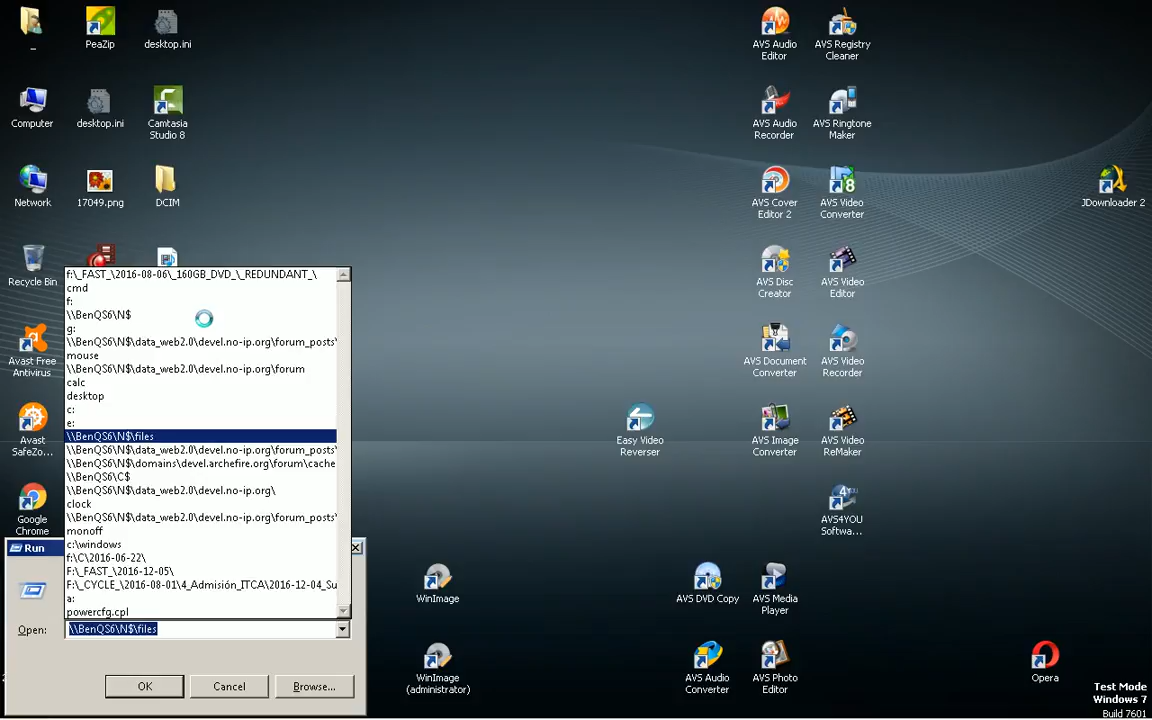 _
PeaZip
desktop.ini
AVS Audio
Editor
AVS Registry
Cleaner
Computer
desktop.ini
Camtasia
Studio 8
AVS Audio
Recorder
AVS Ringtone
Maker
Network
17049.png
DCIM
AVS Cover
Editor 2
8
AVS Video
Converter
JDownloader 2
Recycle Bin
AVS Disc
Creator
AVS Video
Editor
Avast Free
Antivirus
AVS Document
Converter
AVS Video
Recorder
Avast
SafeZo...
Easy Video
Reverser
AVS Image
Converter
AVS Video
ReMaker
Google
Chrome
AVS4YOU
Softwa...
f:\_FAST_\2016-08-06\_160GB_DVD_\_REDUNDANT_\
cmd
f:
\\BenQS6\N$
g:
\\BenQS6\N$\data_web2.0\devel.no-ip.org\forum_posts\
mouse
\\BenQS6\N$\data_web2.0\devel.no-ip.org\forum
calc
desktop
c:
e:
\\BenQS6\N$\files
\\BenQS6\N$\data_web2.0\devel.no-ip.org\forum_posts\
\\BenQS6\N$\domains\devel.archefire.org\forum\cache
\\BenQS6\C$
\\BenQS6\N$\data_web2.0\devel.no-ip.org\
clock
\\BenQS6\N$\data_web2.0\devel.no-ip.org\forum_posts\
monoff
c:\windows
f:\C\2016-06-22\
F:\_FAST_\2016-12-05\
F:\_CYCLE_\2016-08-01\4_Admisión_ITCA\2016-12-04_Su
a:
powercfg.cpl
Run
Open:
\\BenQS6\N$\files
OK
Cancel
Browse...
WinImage
AVS DVD Copy
AVS Media
Player
WinImage
(administrator)
AVS Audio
Converter
AVS Photo
Editor
Opera
Test Mode
Windows 7
Build 7601